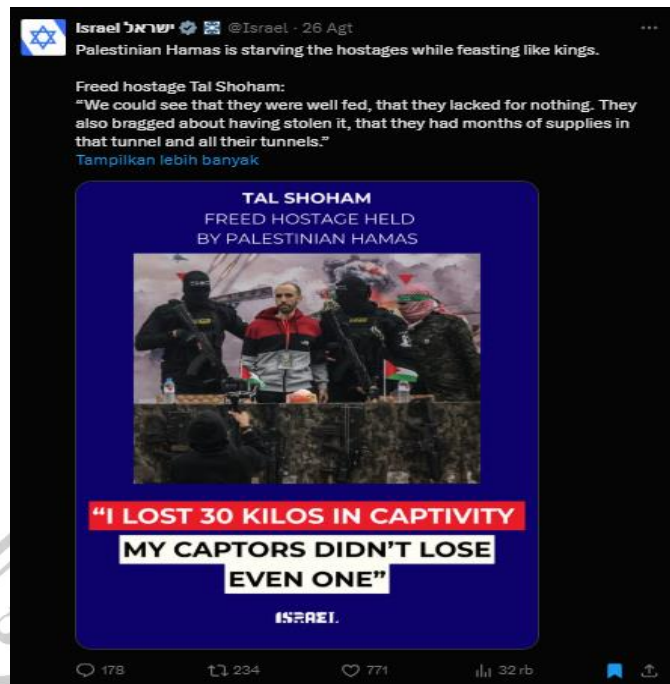 Israel ישראל @Israel · 26 Agt
Palestinian Hamas is starving the hostages while feasting like kings.
Freed hostage Tal Shoham:
“We could see that they were well fed, that they lacked for nothing. They
also bragged about having stolen it, that they had months of supplies in
that tunnel and all their tunnels.”
Tampilkan lebih banyak
TAL SHOHAM
FREED HOSTAGE HELD
BY PALESTINIAN HAMAS
“I LOST 30 KILOS IN CAPTIVITY
MY CAPTORS DIDN’T LOSE
EVEN ONE”
ISRAEL
178 234 771 32 rb